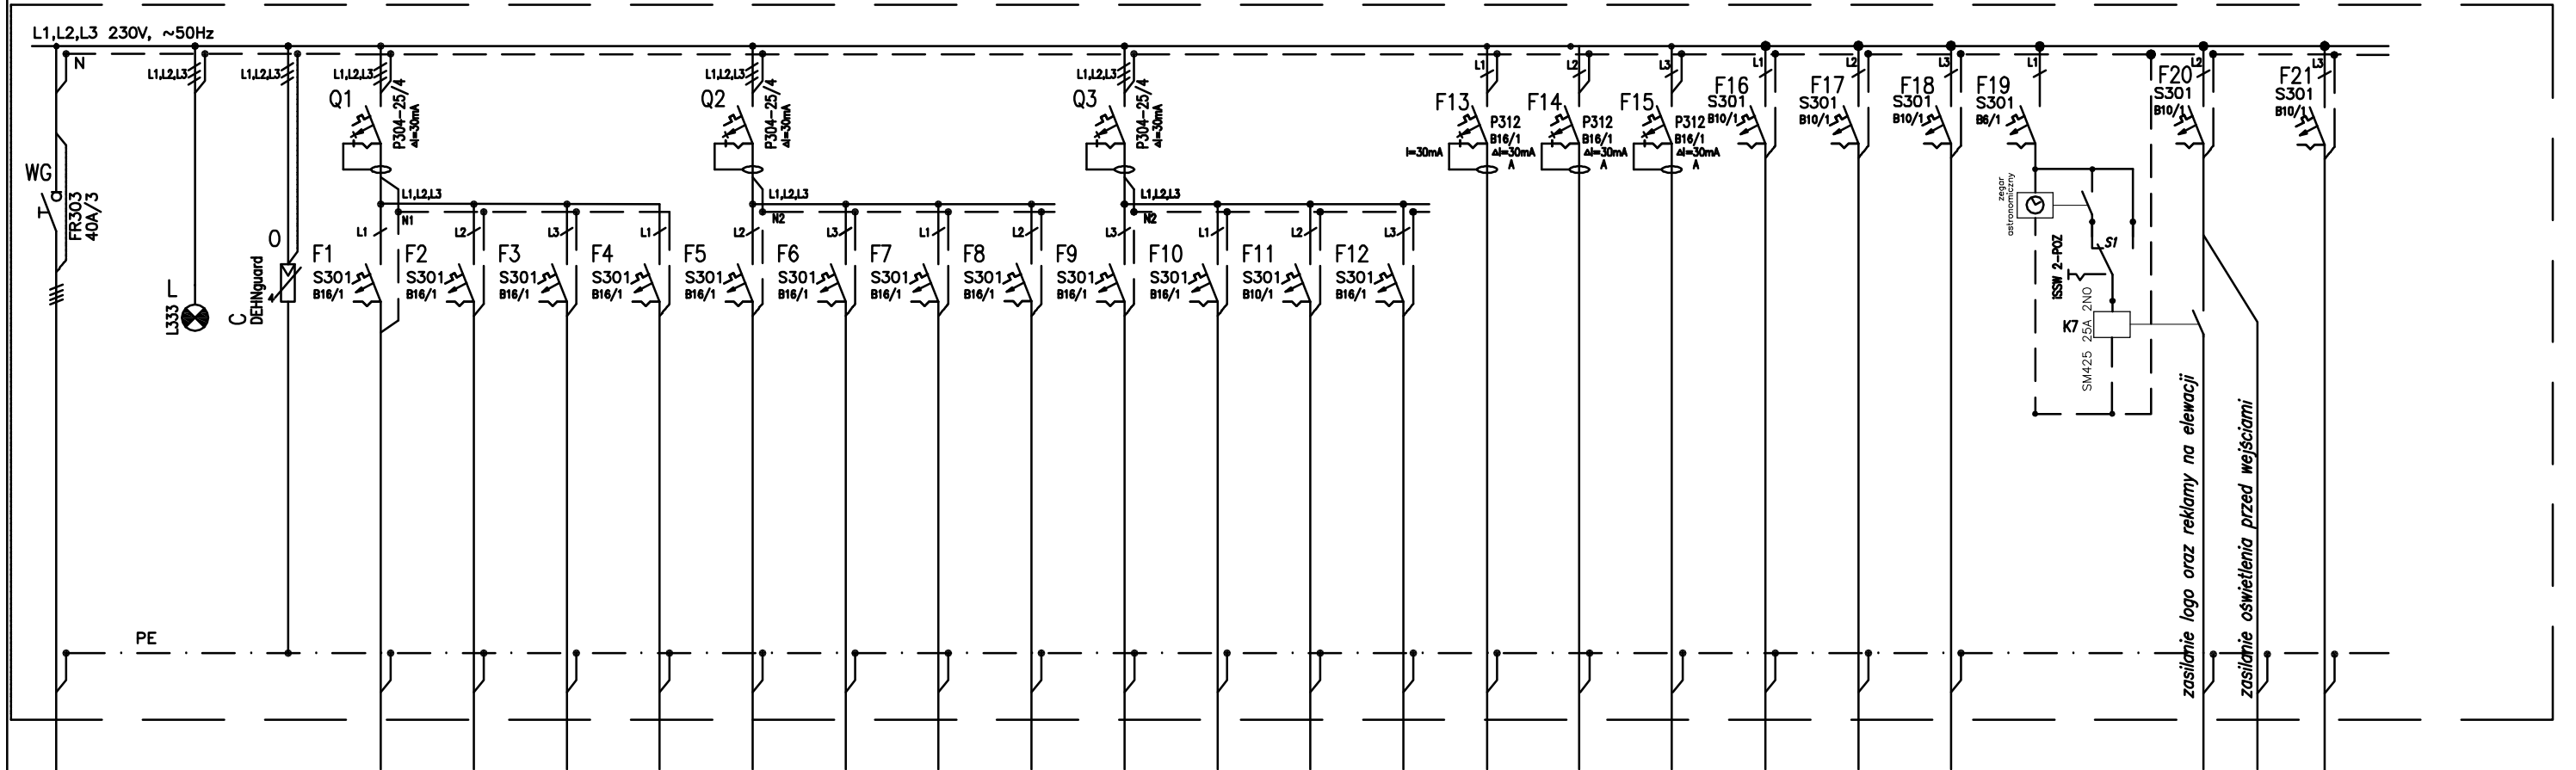 L1,L2,L3 230V, ~50Hz
N
WG
FR303
40A/3
L1,L2,L3
L
L333
L1,L2,L3
O
C
DEHNguard
4
L1,L2,L3
Q1
P304-25/4
ΔI=30mA
L1,L2,L3
N1
L1,L2,L3
Q2
P304-25/4
ΔI=30mA
L1,L2,L3
N2
L1,L2,L3
Q3
P304-25/4
ΔI=30mA
L1,L2,L3
N2
L1
F1
S301
B16/1
L2
F2
S301
B16/1
L3
F3
S301
B16/1
L1
F4
S301
B16/1
L2
F5
S301
B16/1
L3
F6
S301
B16/1
L1
F7
S301
B16/1
L2
F8
S301
B16/1
L3
F9
S301
B16/1
L1
F10
S301
B16/1
L2
F11
S301
B10/1
L3
F12
S301
B16/1
L1
F13
P312
B16/1
I=30mA
ΔI=30mA
A
L2
F14
P312
B16/1
ΔI=30mA
A
L3
F15
P312
B16/1
ΔI=30mA
A
L1
F16
S301
B10/1
L2
F17
S301
B10/1
L3
F18
S301
B10/1
L1
F19
S301
B6/1
zegar
astronomiczny
S1
ISSW 2-POZ
K7
SM425 25A 2NO
L2
F20
S301
B10/1
L3
F21
S301
B10/1
zasilanie logo oraz reklamy na elewacji
zasilanie oświetlenia przed wejściami
PE